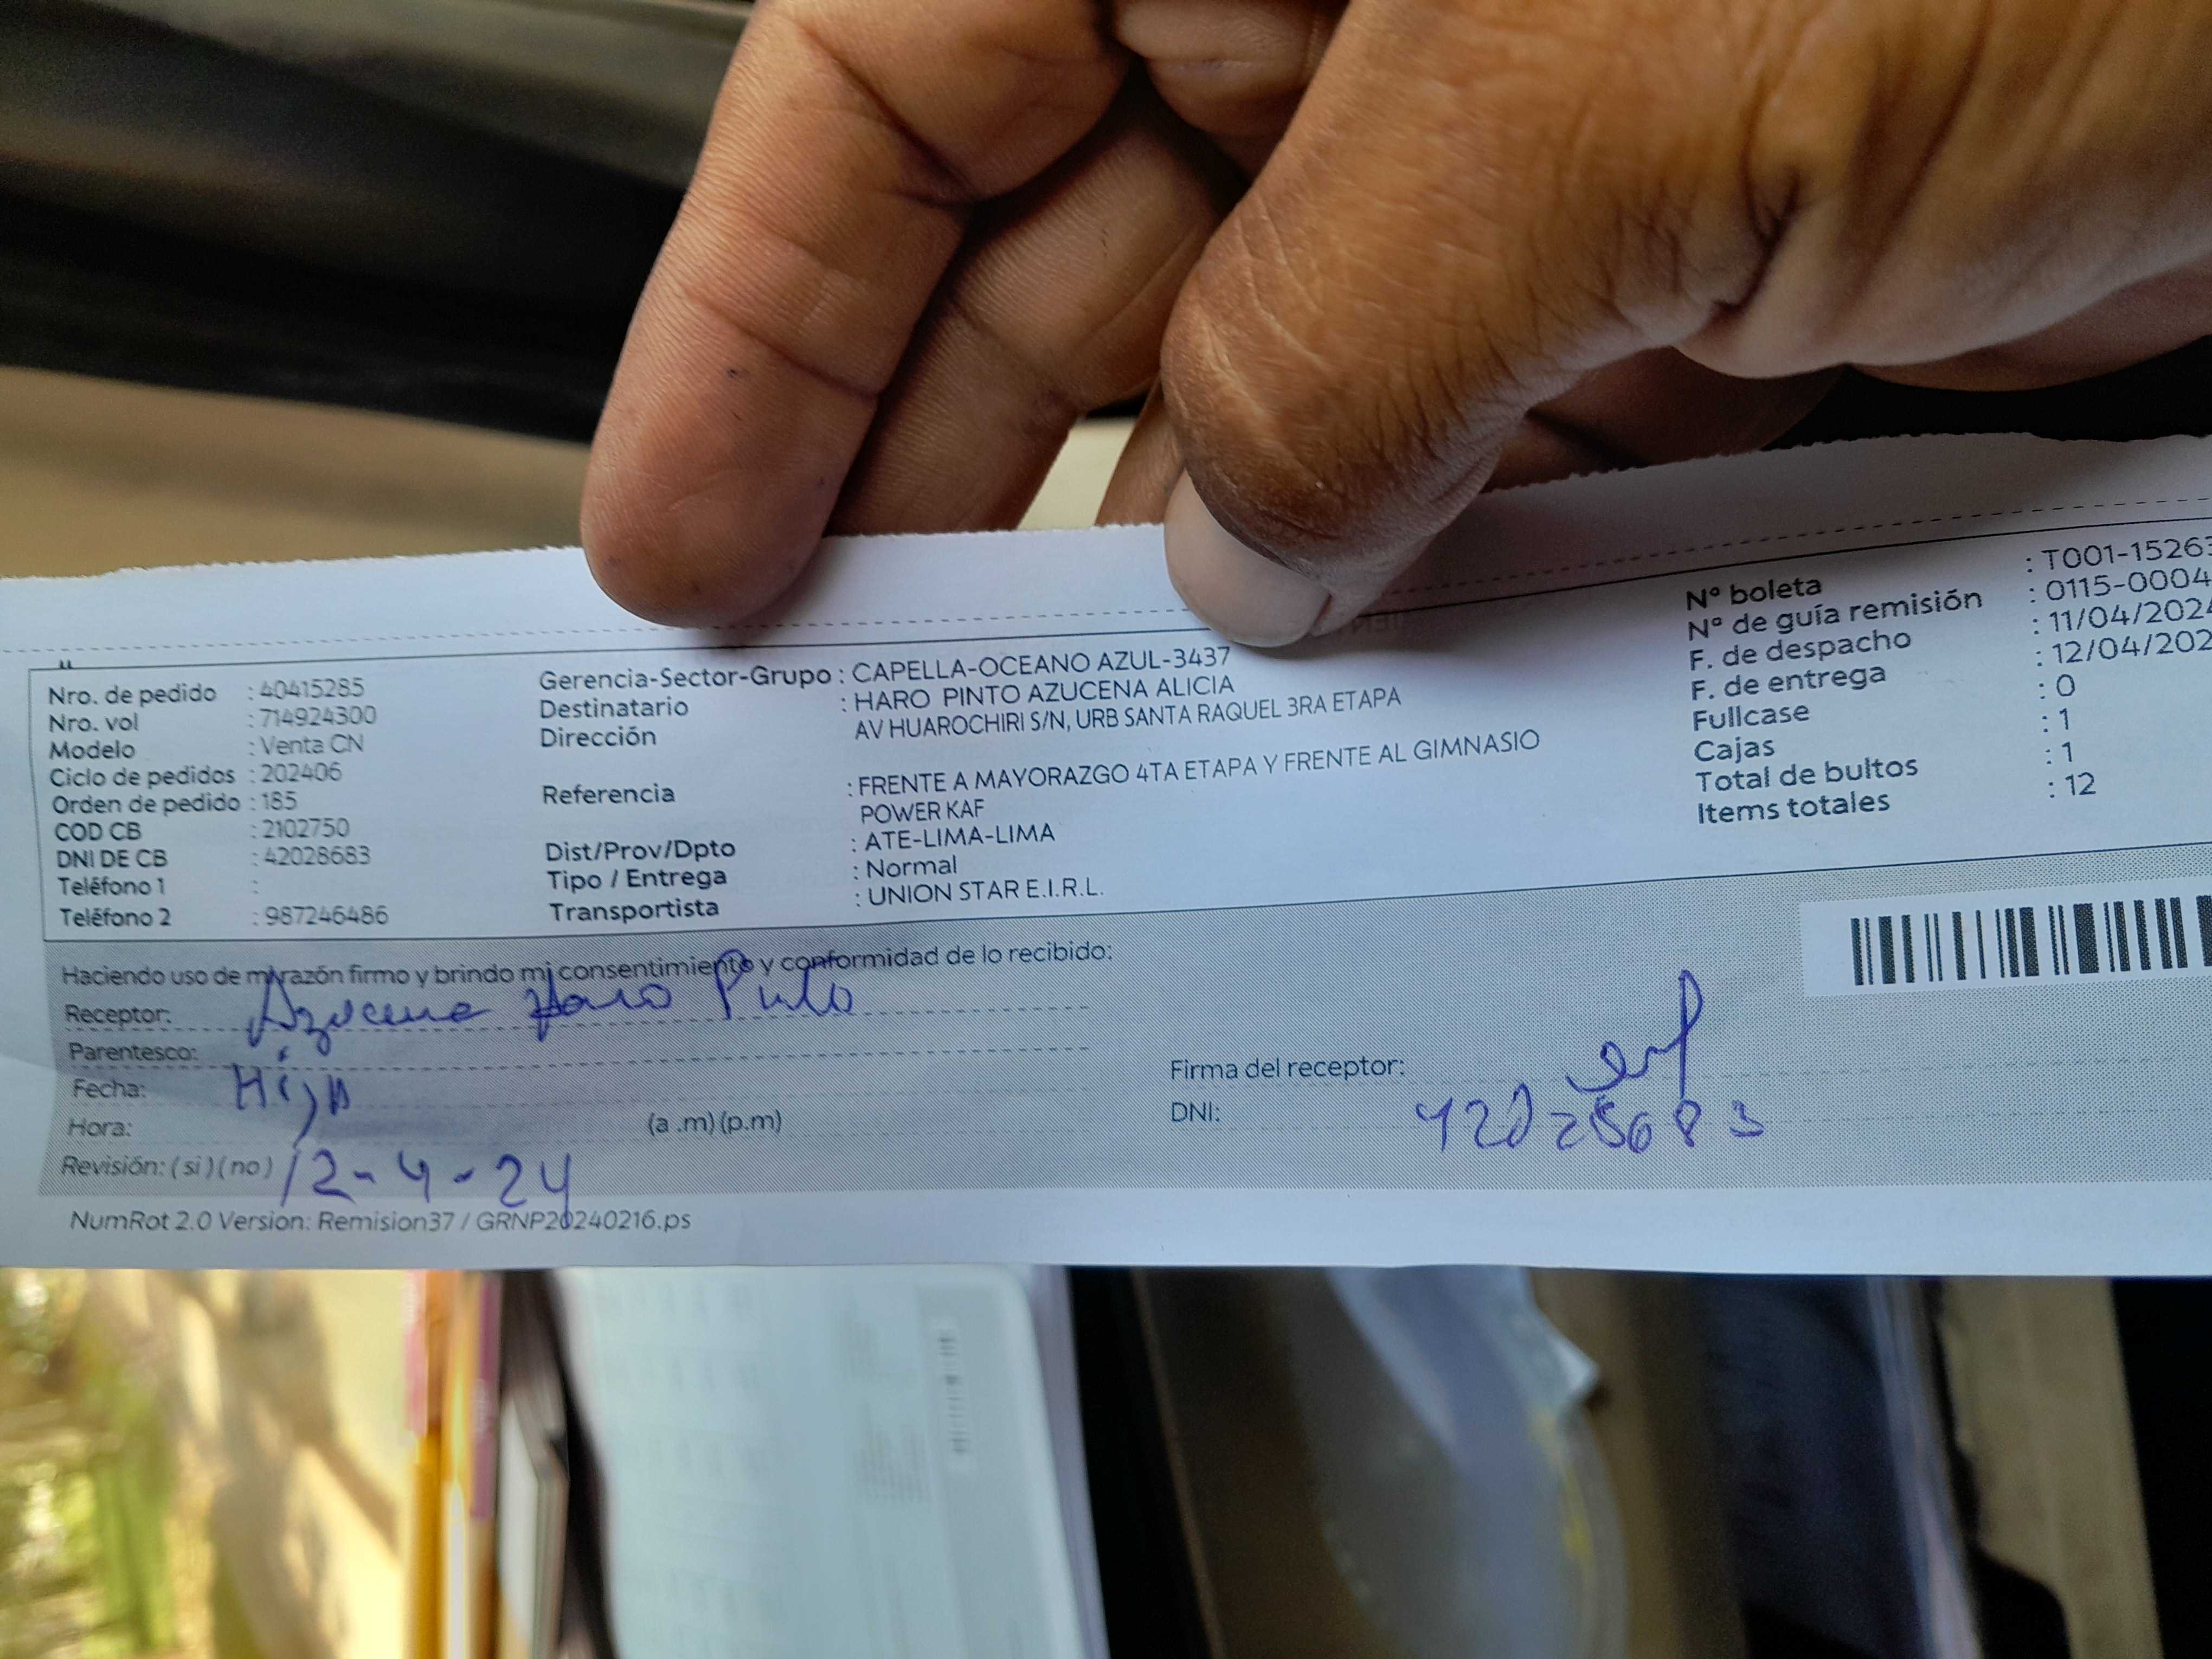 Nro. de pedido : 40415285
Nro. vol : 714924300
Modelo : Venta CN
Ciclo de pedidos : 202406
Orden de pedido : 185
COD CB : 2102750
DNI DE CB : 42028683
Teléfono 1 :
Teléfono 2 : 987246486
Gerencia-Sector-Grupo : CAPELLA-OCEANO AZUL-3437
Destinatario : HARO PINTO AZUCENA ALICIA
Dirección AV HUAROCHIRI S/N, URB SANTA RAQUEL 3RA ETAPA
Referencia : FRENTE A MAYORAZGO 4TA ETAPA Y FRENTE AL GIMNASIO
POWER KAF
Dist/Prov/Dpto : ATE-LIMA-LIMA
Tipo / Entrega : Normal
Transportista : UNION STAR E.I.R.L.
Nº boleta : T001-15263
Nº de guía remisión : 0115-0004
F. de despacho : 11/04/2024
F. de entrega : 12/04/202
Fullcase : 0
Cajas : 1
Total de bultos : 1
Items totales : 12
Haciendo uso de mi razón firmo y brindo mi consentimiento y conformidad de lo recibido:
Receptor: Azucena Haro Pinto
Parentesco:
Fecha: Hija
Hora: (a .m) (p.m)
Revisión: (si) (no) 12-4-24
Firma del receptor:
DNI: 42028683
NumRot 2.0 Version: Remision37 / GRNP20240216.ps